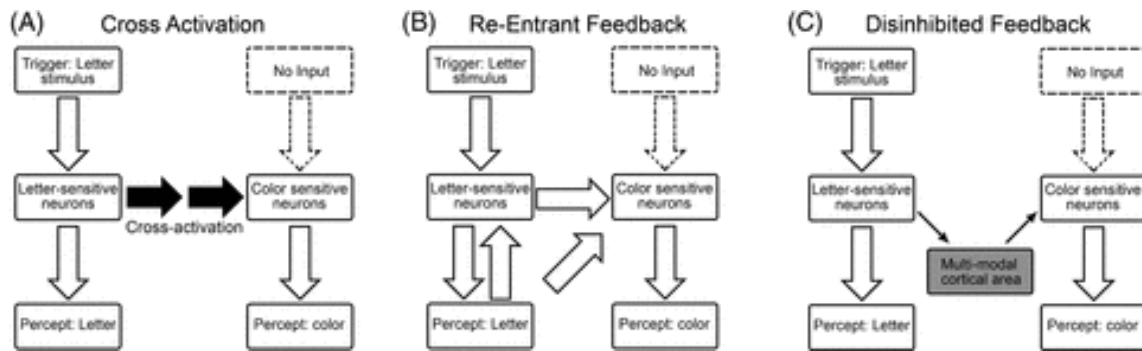 (A) Cross Activation
Trigger: Letter
stimulus
No Input
Letter-sensitive
neurons
Color sensitive
neurons
Cross-activation
Percept: Letter
Percept: color
(B) Re-Entrant Feedback
Trigger: Letter
stimulus
No Input
Letter-sensitive
neurons
Color sensitive
neurons
Percept: Letter
Percept: color
(C) Disinhibited Feedback
Trigger: Letter
stimulus
No Input
Letter-sensitive
neurons
Color sensitive
neurons
Multi-modal
cortical area
Percept: Letter
Percept: color